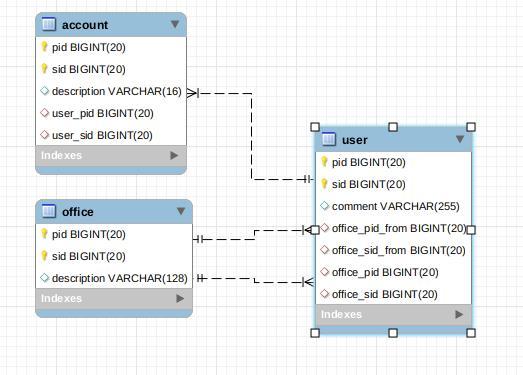 account
pid BIGINT(20)
sid BIGINT(20)
description VARCHAR(16)
user_pid BIGINT(20)
user_sid BIGINT(20)
Indexes
office
pid BIGINT(20)
sid BIGINT(20)
description VARCHAR(128)
Indexes
user
pid BIGINT(20)
sid BIGINT(20)
comment VARCHAR(255)
office_pid_from BIGINT(20)
office_sid_from BIGINT(20)
office_pid BIGINT(20)
office_sid BIGINT(20)
Indexes